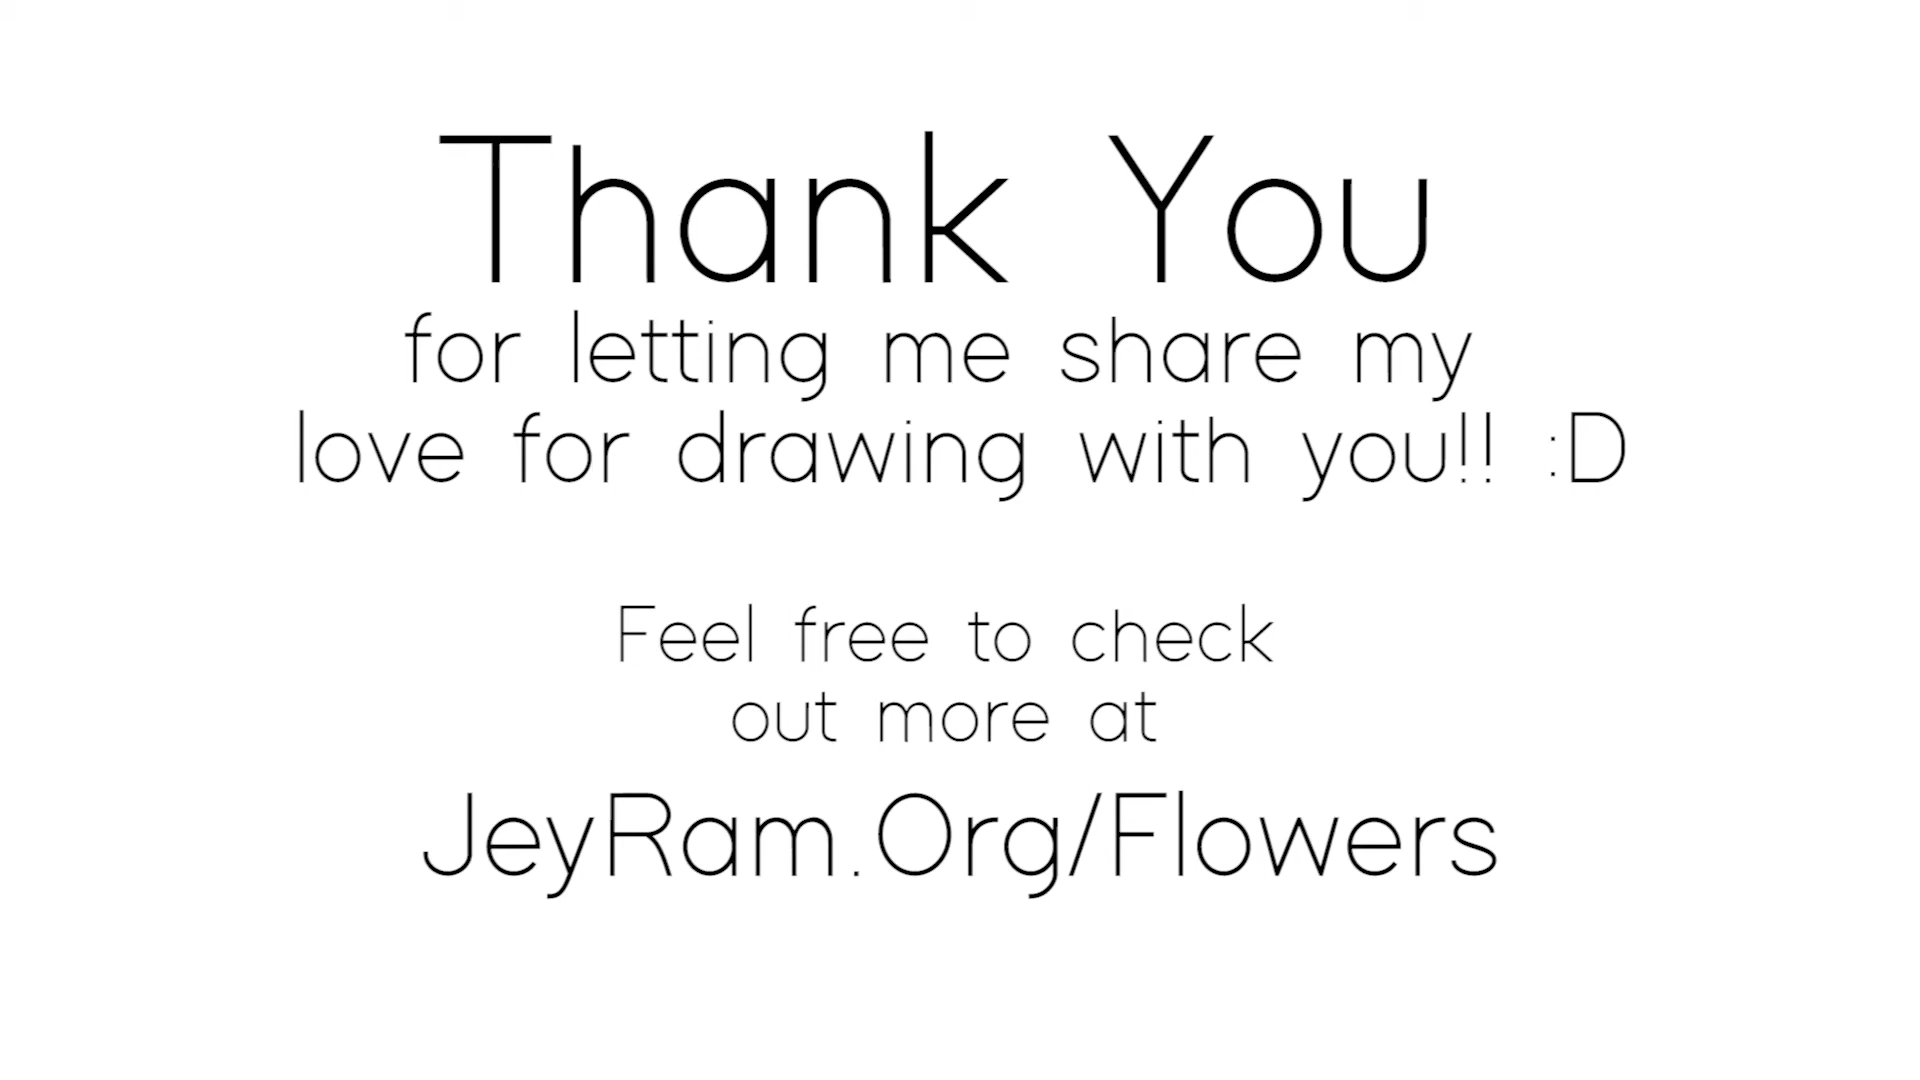 Thank You
for letting me share my
love for drawing with you!! :D
Feel free to check
out more at
JeyRam.Org/Flowers